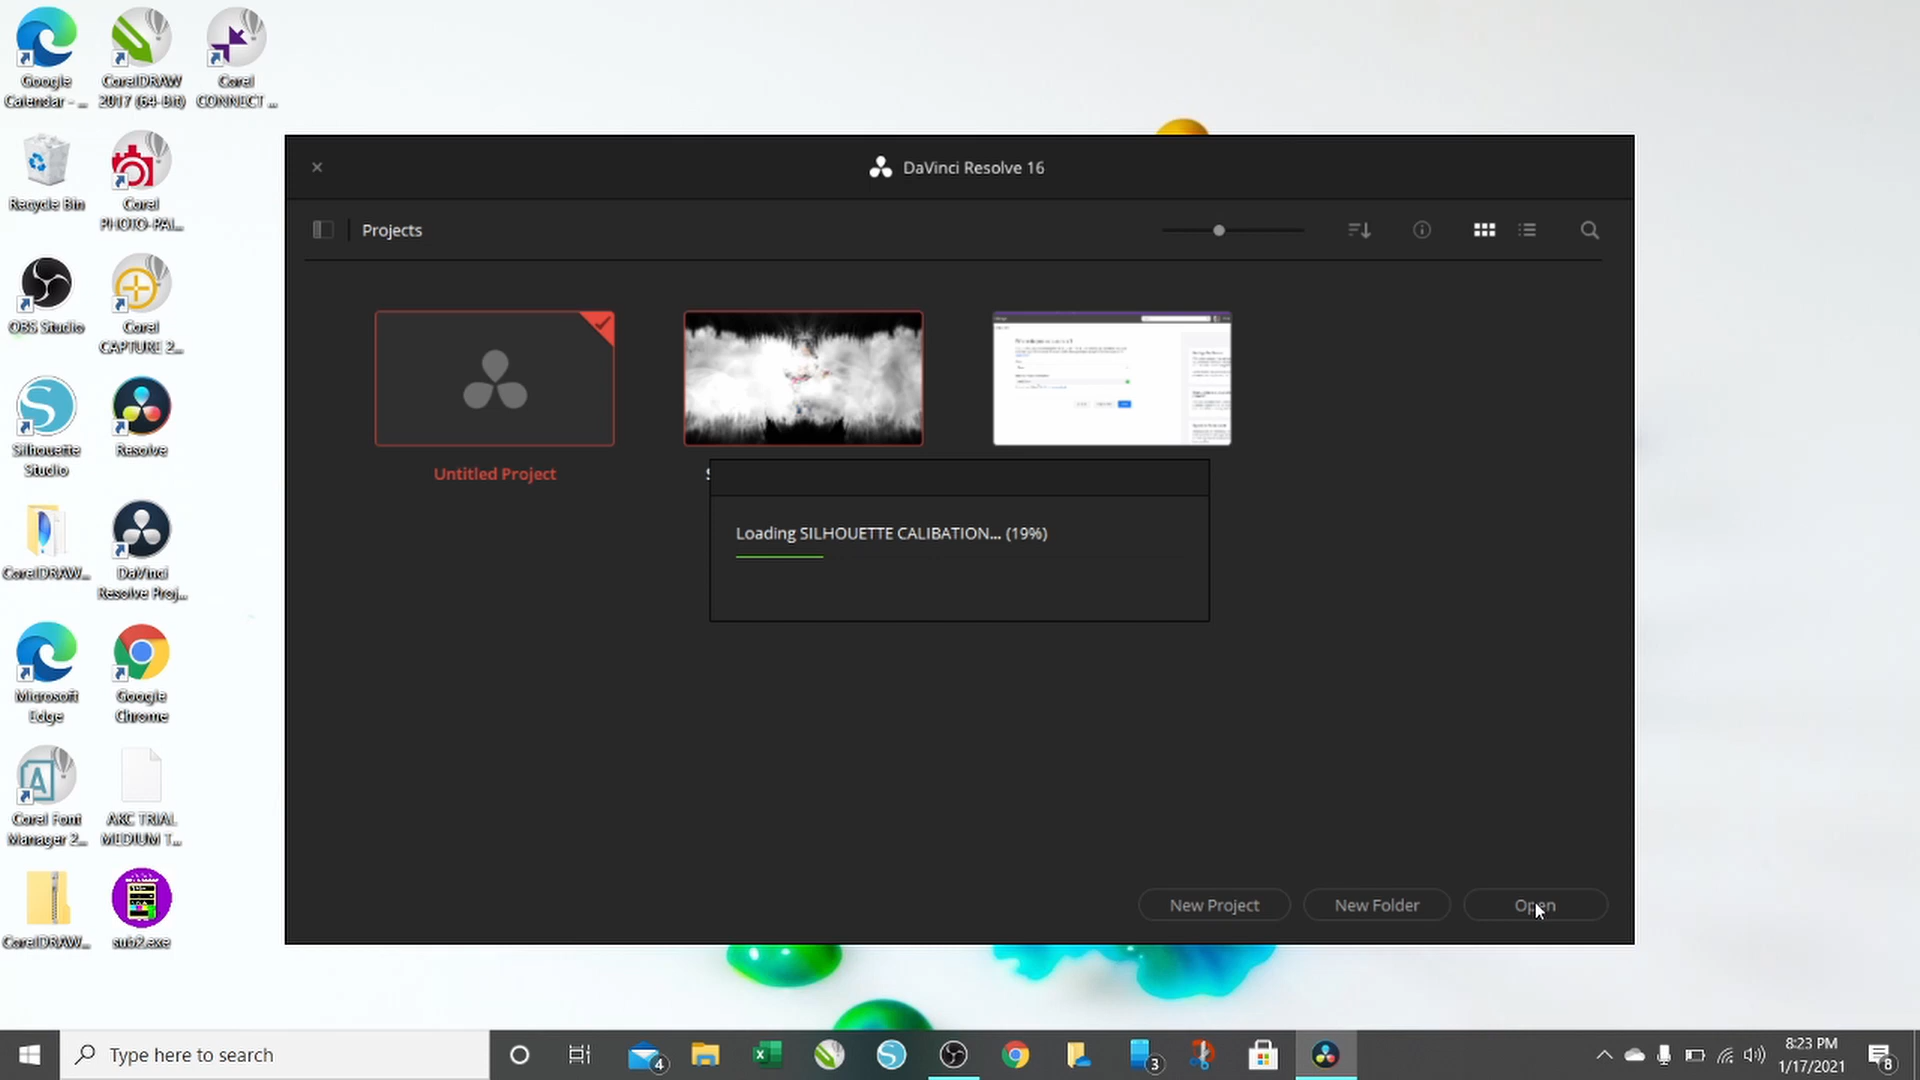 Google
Calendar - ...
CorelDRAW
2017 (64-Bit)
Corel
CONNECT ...
Recycle Bin
Corel
PHOTO-PAI...
OBS Studio
Corel
CAPTURE 2...
Silhouette
Studio
Resolve
CorelDRAW...
DaVinci
Resolve Proj...
Microsoft
Edge
Google
Chrome
Corel Font
Manager 2...
AKC TRIAL
MEDIUM T...
CorelDRAW...
sub2.exe
DaVinci Resolve 16
Projects
Untitled Project
S
Loading SILHOUETTE CALIBATION... (19%)
New Project
New Folder
Open
Type here to search
4
3
8:23 PM
1/17/2021
8